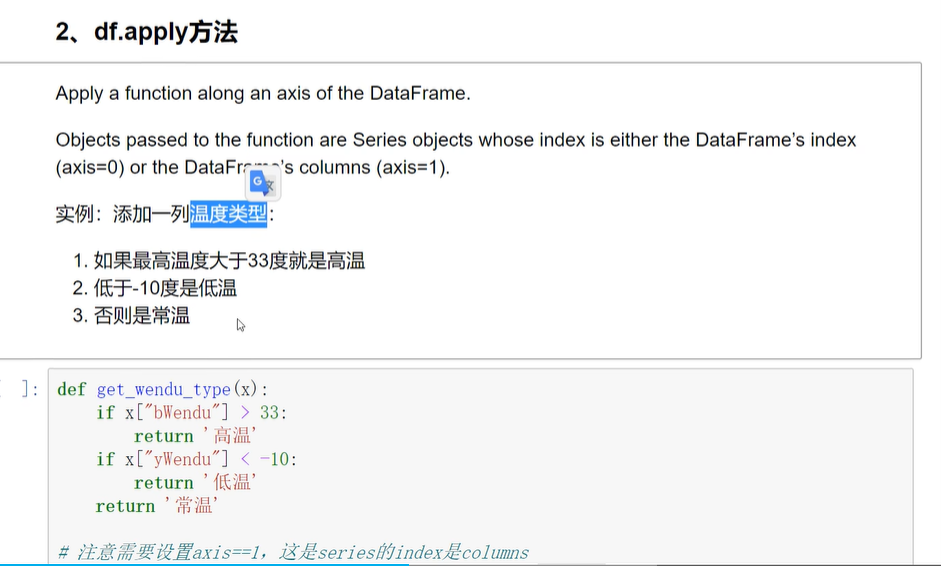 2、df.apply方法
Apply a function along an axis of the DataFrame.
Objects passed to the function are Series objects whose index is either the DataFrame's index
(axis=0) or the DataFrame's columns (axis=1).
实例：添加一列温度类型：
1. 如果最高温度大于33度就是高温
2. 低于-10度是低温
3. 否则是常温
]:
def get_wendu_type(x):
    if x["bWendu"] > 33:
        return '高温'
    if x["yWendu"] < -10:
        return '低温'
    return '常温'
# 注意需要设置axis==1，这是series的index是columns